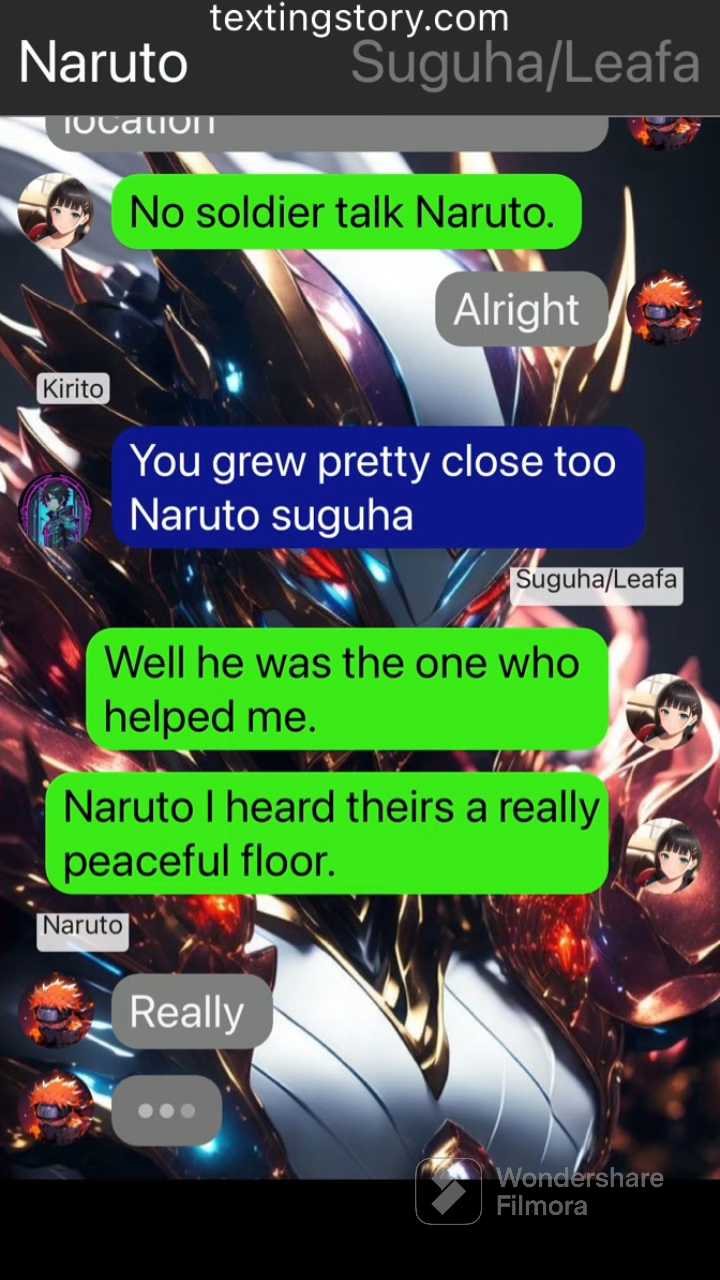 textingstory.com
Naruto Suguha/Leafa
location
No soldier talk Naruto.
Alright
Kirito
You grew pretty close too
Naruto suguha
Suguha/Leafa
Well he was the one who
helped me.
Naruto I heard theirs a really
peaceful floor.
Naruto
Really
Wondershare
Filmora